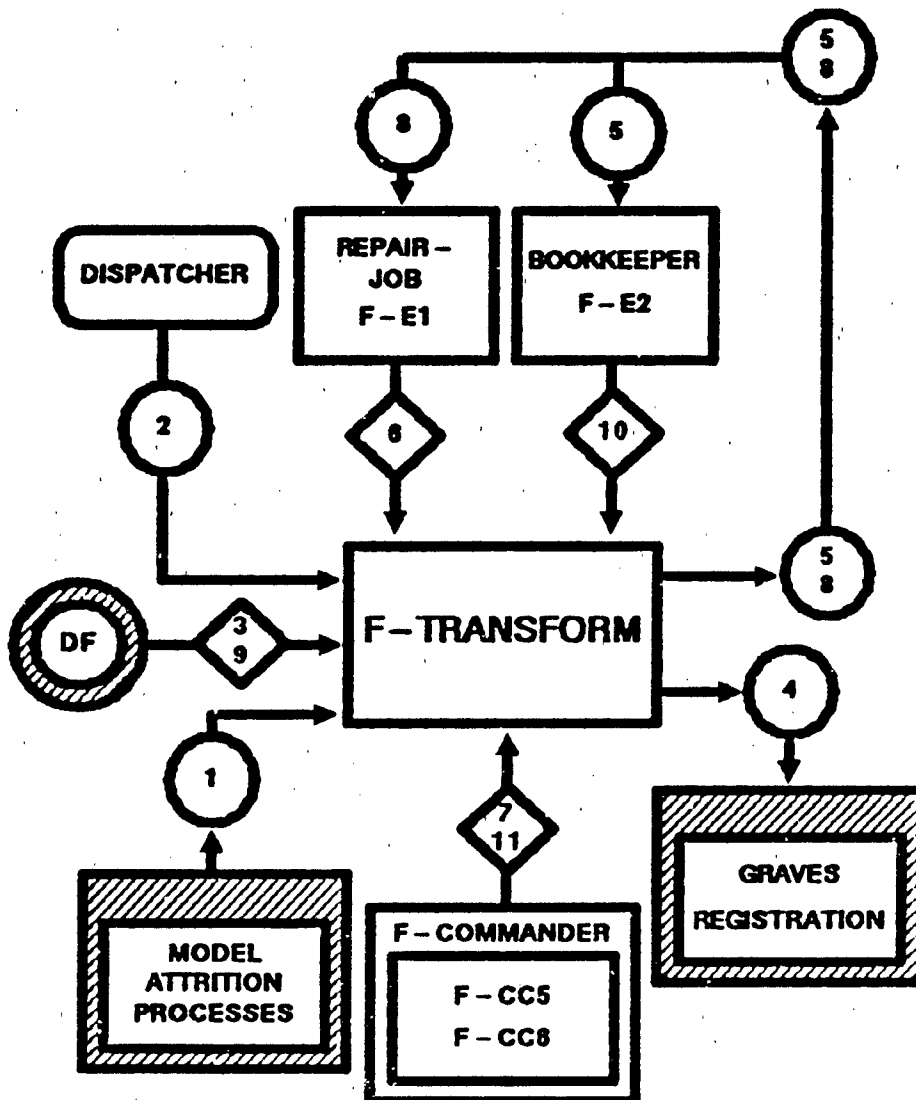 5
8
8
5
REPAIR –
JOB
F – E1
BOOKKEEPER
F – E2
DISPATCHER
2
6
10
5
8
F–TRANSFORM
DF
3
9
4
1
7
11
GRAVES
REGISTRATION
F – COMMANDER
MODEL
ATTRITION
PROCESSES
F – CC5
F – CC6